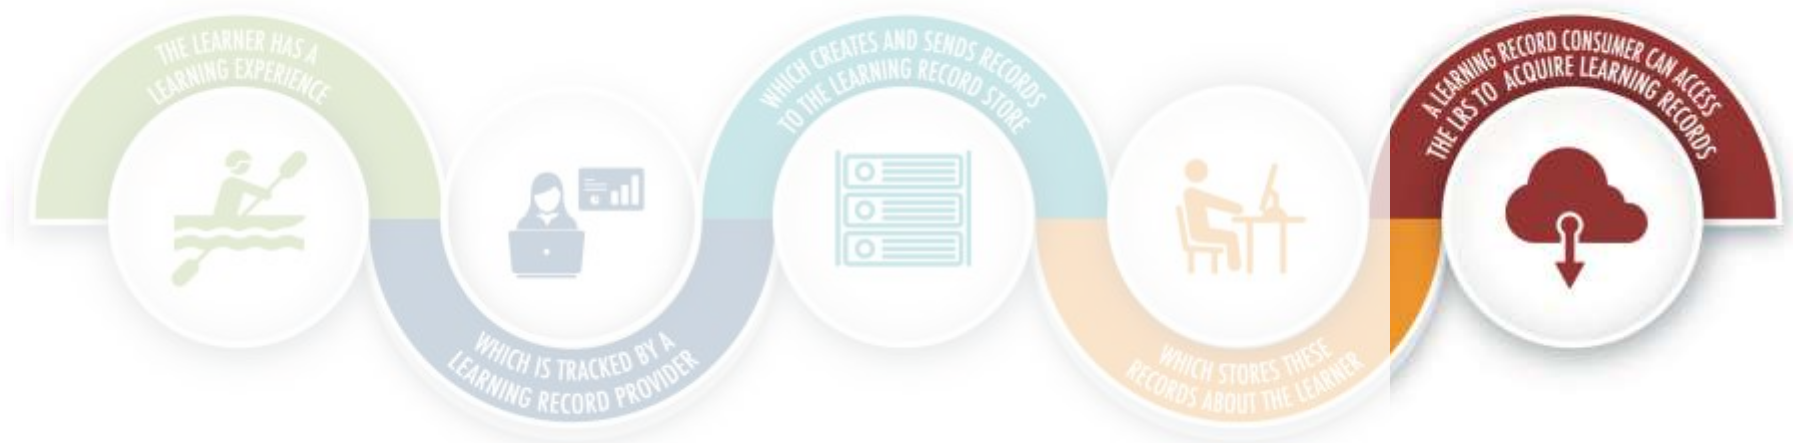 THE LEARNER HAS A
LEARNING EXPERIENCE
WHICH IS TRACKED BY A
LEARNING RECORD PROVIDER
WHICH CREATES AND SENDS RECORDS
TO THE LEARNING RECORD STORE
WHICH STORES THESE
RECORDS ABOUT THE LEARNER
A LEARNING RECORD CONSUMER CAN ACCESS
THE LRS TO ACQUIRE LEARNING RECORDS